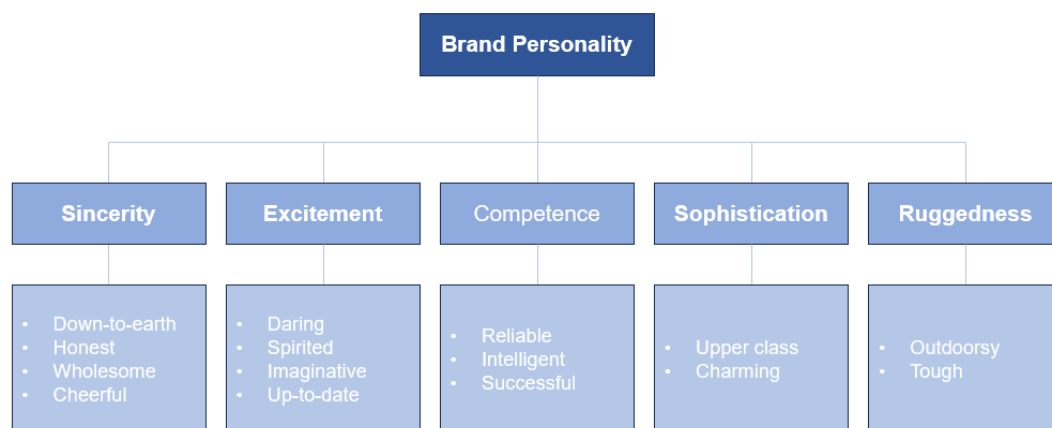 Brand Personality
Sincerity
Excitement
Competence
Sophistication
Ruggedness
• Down-to-earth
• Honest
• Wholesome
• Cheerful
• Daring
• Spirited
• Imaginative
• Up-to-date
• Reliable
• Intelligent
• Successful
• Upper class
• Charming
• Outdoorsy
• Tough